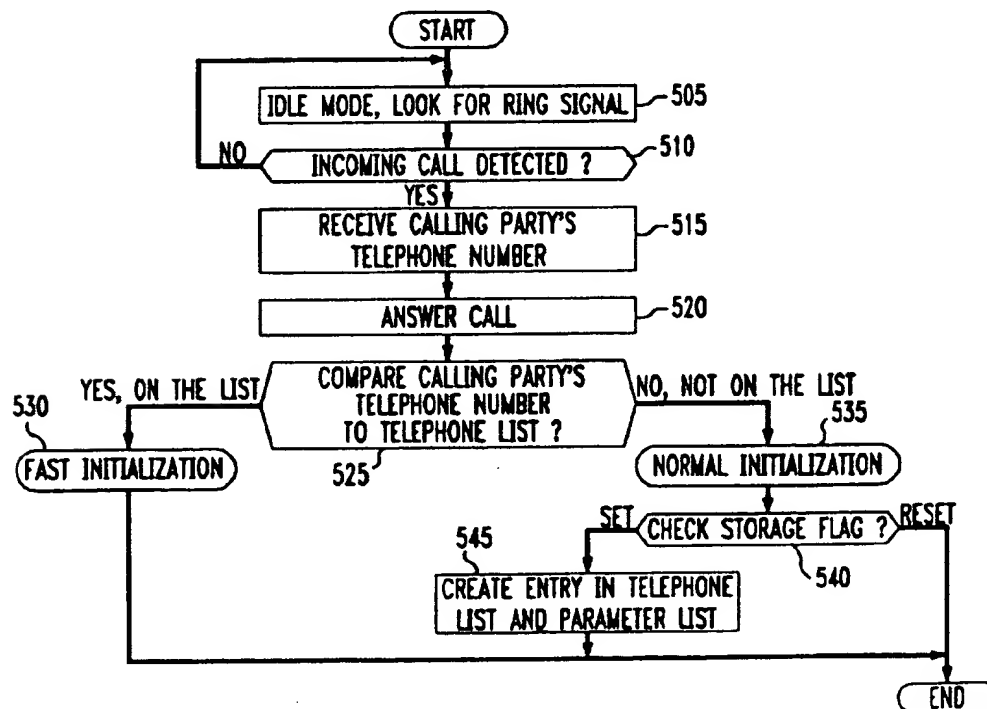 START
IDLE MODE, LOOK FOR RING SIGNAL
505
NO
INCOMING CALL DETECTED ?
510
YES
RECEIVE CALLING PARTY'S
TELEPHONE NUMBER
515
ANSWER CALL
520
YES, ON THE LIST
COMPARE CALLING PARTY'S
TELEPHONE NUMBER
TO TELEPHONE LIST ?
525
NO, NOT ON THE LIST
530
FAST INITIALIZATION
535
NORMAL INITIALIZATION
SET
CHECK STORAGE FLAG ?
RESET
540
545
CREATE ENTRY IN TELEPHONE
LIST AND PARAMETER LIST
END